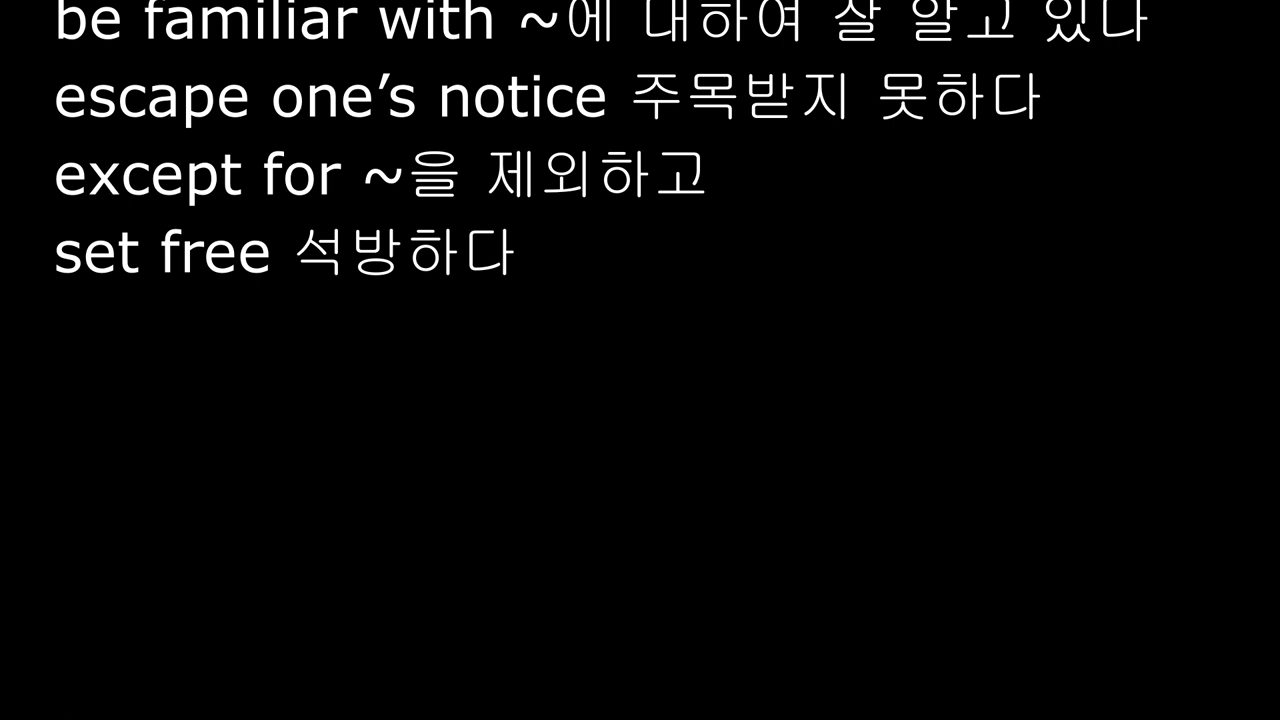 be familiar with ~에 대하여 잘 알고 있다
escape one’s notice 주목받지 못하다
except for ~을 제외하고
set free 석방하다